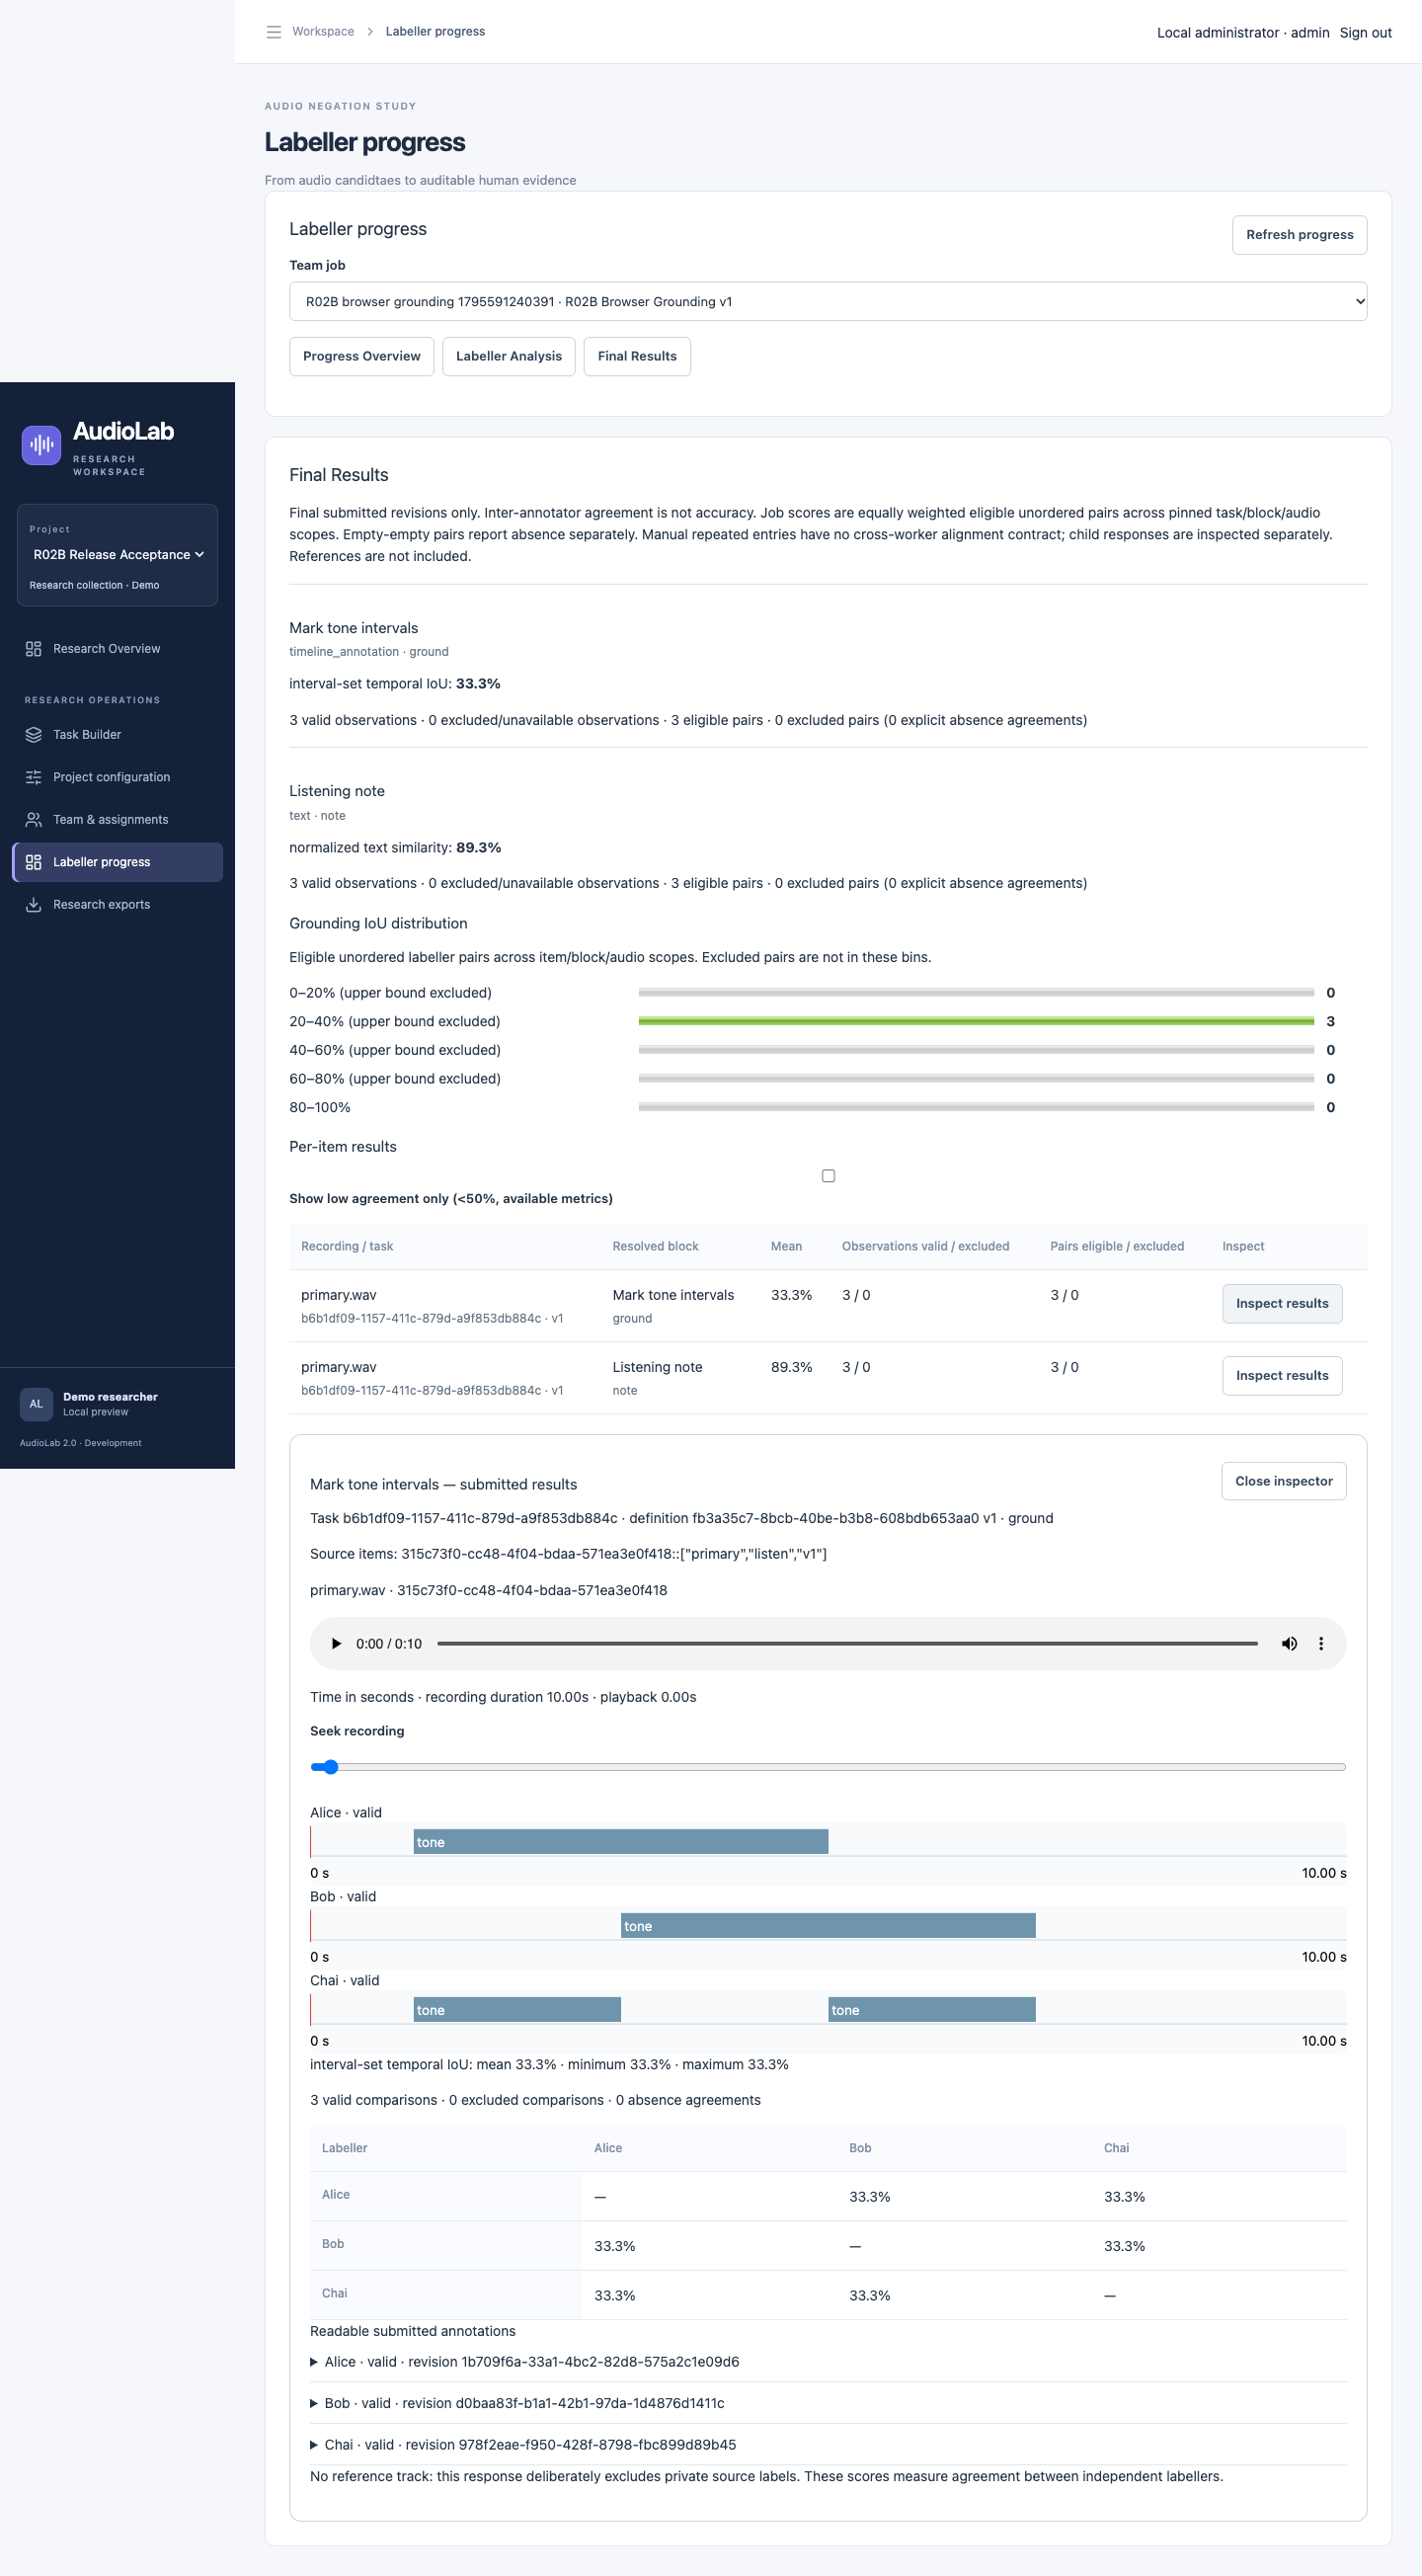 Workspace > Labeller progress
Local administrator · admin Sign out
AUDIO NEGATION STUDY
Labeller progress
From audio candidtaes to auditable human evidence
Labeller progress
Refresh progress
Team job
R02B browser grounding 1795591240391 · R02B Browser Grounding v1
Progress Overview
Labeller Analysis
Final Results
AudioLab
RESEARCH
WORKSPACE
Project
R02B Release Acceptance
Research collection · Demo
Research Overview
RESEARCH OPERATIONS
Task Builder
Project configuration
Team & assignments
Labeller progress
Research exports
AL
Demo researcher
Local preview
AudioLab 2.0 · Development
Final Results
Final submitted revisions only. Inter-annotator agreement is not accuracy. Job scores are equally weighted eligible unordered pairs across pinned task/block/audio
scopes. Empty-empty pairs report absence separately. Manual repeated entries have no cross-worker alignment contract; child responses are inspected separately.
References are not included.
Mark tone intervals
timeline_annotation · ground
interval-set temporal IoU: 33.3%
3 valid observations · 0 excluded/unavailable observations · 3 eligible pairs · 0 excluded pairs (0 explicit absence agreements)
Listening note
text · note
normalized text similarity: 89.3%
3 valid observations · 0 excluded/unavailable observations · 3 eligible pairs · 0 excluded pairs (0 explicit absence agreements)
Grounding IoU distribution
Eligible unordered labeller pairs across item/block/audio scopes. Excluded pairs are not in these bins.
0–20% (upper bound excluded) 0
20–40% (upper bound excluded) 3
40–60% (upper bound excluded) 0
60–80% (upper bound excluded) 0
80–100% 0
Per-item results
Show low agreement only (<50%, available metrics)
Recording / task Resolved block Mean Observations valid / excluded Pairs eligible / excluded Inspect
primary.wav Mark tone intervals 33.3% 3 / 0 3 / 0 Inspect results
b6b1df09-1157-411c-879d-a9f853db884c · v1 ground
primary.wav Listening note 89.3% 3 / 0 3 / 0 Inspect results
b6b1df09-1157-411c-879d-a9f853db884c · v1 note
Mark tone intervals — submitted results
Close inspector
Task b6b1df09-1157-411c-879d-a9f853db884c · definition fb3a35c7-8bcb-40be-b3b8-608bdb653aa0 v1 · ground
Source items: 315c73f0-cc48-4f04-bdaa-571ea3e0f418::["primary","listen","v1"]
primary.wav · 315c73f0-cc48-4f04-bdaa-571ea3e0f418
0:00 / 0:10
Time in seconds · recording duration 10.00s · playback 0.00s
Seek recording
Alice · valid
tone
0 s 10.00 s
Bob · valid
tone
0 s 10.00 s
Chai · valid
tone tone
0 s 10.00 s
interval-set temporal IoU: mean 33.3% · minimum 33.3% · maximum 33.3%
3 valid comparisons · 0 excluded comparisons · 0 absence agreements
Labeller Alice Bob Chai
Alice — 33.3% 33.3%
Bob 33.3% — 33.3%
Chai 33.3% 33.3% —
Readable submitted annotations
Alice · valid · revision 1b709f6a-33a1-4bc2-82d8-575a2c1e09d6
Bob · valid · revision d0baa83f-b1a1-42b1-97da-1d4876d1411c
Chai · valid · revision 978f2eae-f950-428f-8798-fbc899d89b45
No reference track: this response deliberately excludes private source labels. These scores measure agreement between independent labellers.